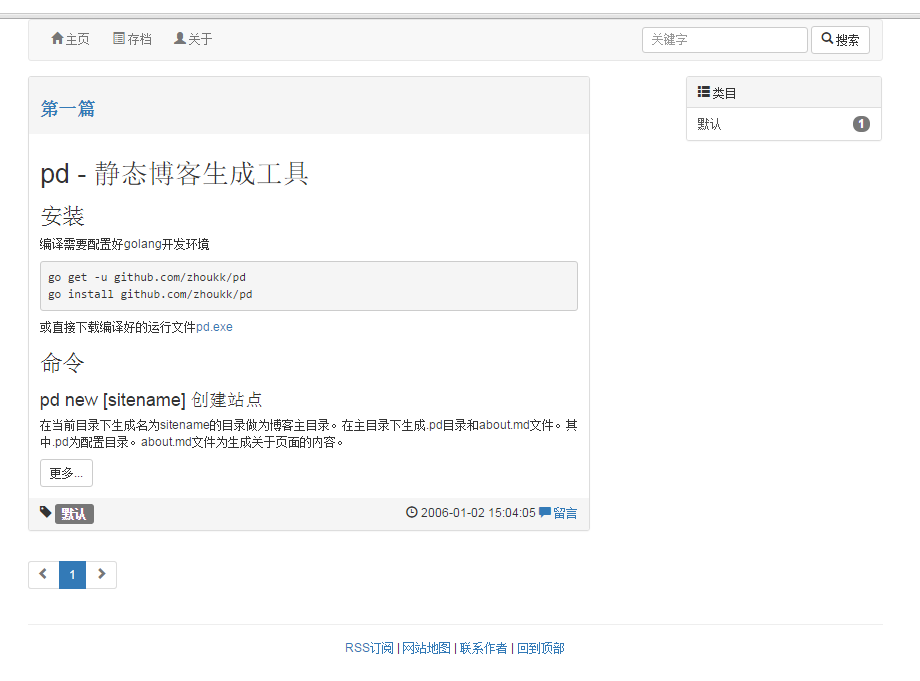 主页 存档 关于 关键字 搜索
第一篇
pd - 静态博客生成工具
安装
编译需要配置好golang开发环境
go get -u github.com/zhoukk/pd
go install github.com/zhoukk/pd
或直接下载编译好的运行文件pd.exe
命令
pd new [sitename] 创建站点
在当前目录下生成名为sitename的目录做为博客主目录。在主目录下生成.pd目录和about.md文件。其
中.pd为配置目录。about.md文件为生成关于页面的内容。
更多...
默认 2006-01-02 15:04:05 留言
类目
默认 1
1
RSS订阅 | 网站地图 | 联系作者 | 回到顶部